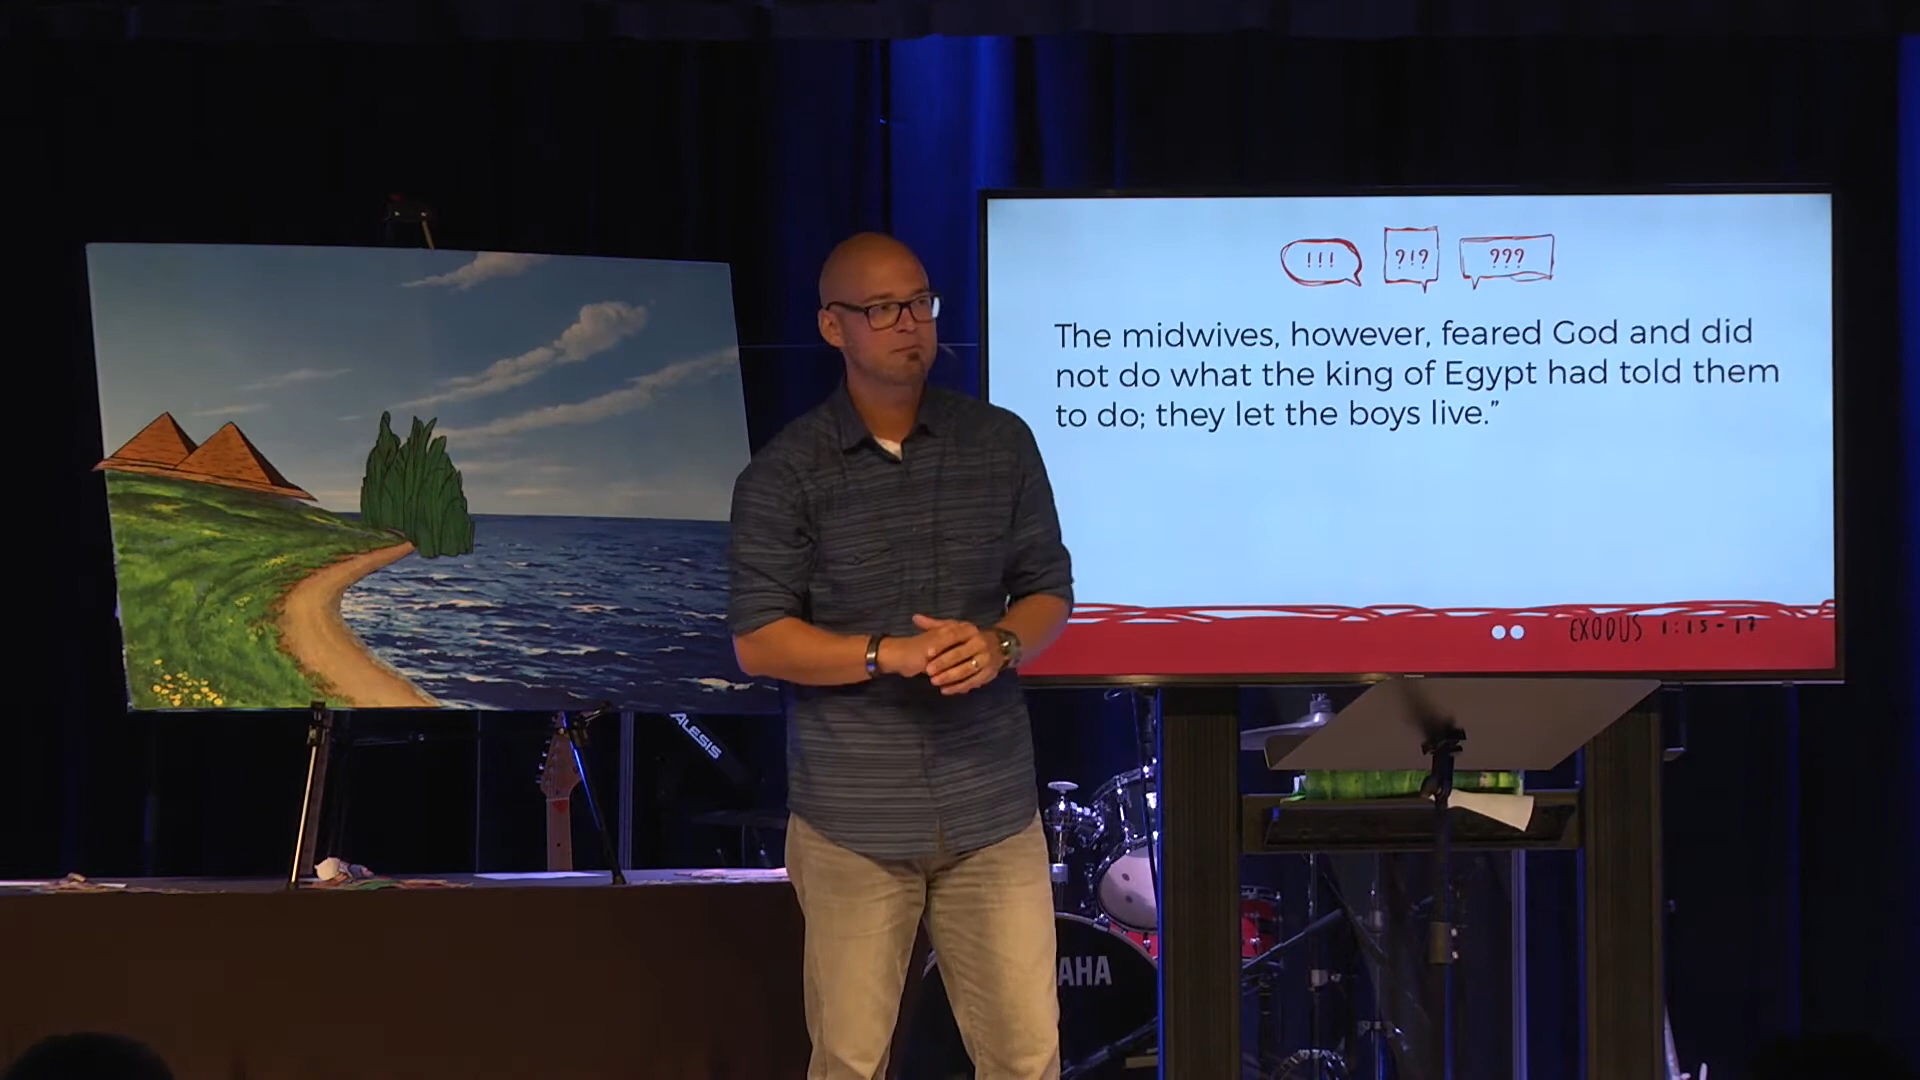 !!! ?!? ???
The midwives, however, feared God and did
not do what the king of Egypt had told them
to do; they let the boys live.”
EXODUS 1:15-17
ALESIS
AHA